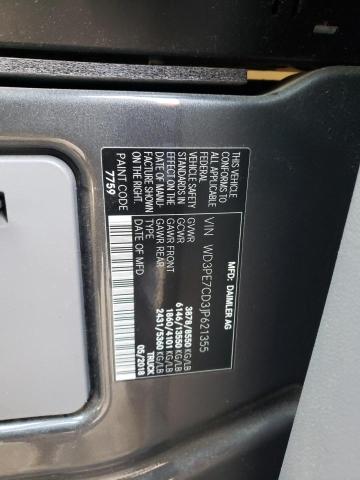 MFD: DAIMLER AG
VIN WD3PE7CD3JP621355
THIS VEHICLE
CONFORMS TO
ALL APPLICABLE
FEDERAL
MOTOR
VEHICLE SAFETY
STANDARDS IN
EFFECT ON THE
DATE OF MANU-
FACTURE SHOWN
ON THE RIGHT.
PAINT CODE
7759
GVWR 3878/8550 KG/LB
GCWR 6146/13550 KG/LB
GAWR FRONT 1860/4101 KG/LB
GAWR REAR 2431/5360 KG/LB
TYPE TRUCK
DATE OF MFD. 05/2018